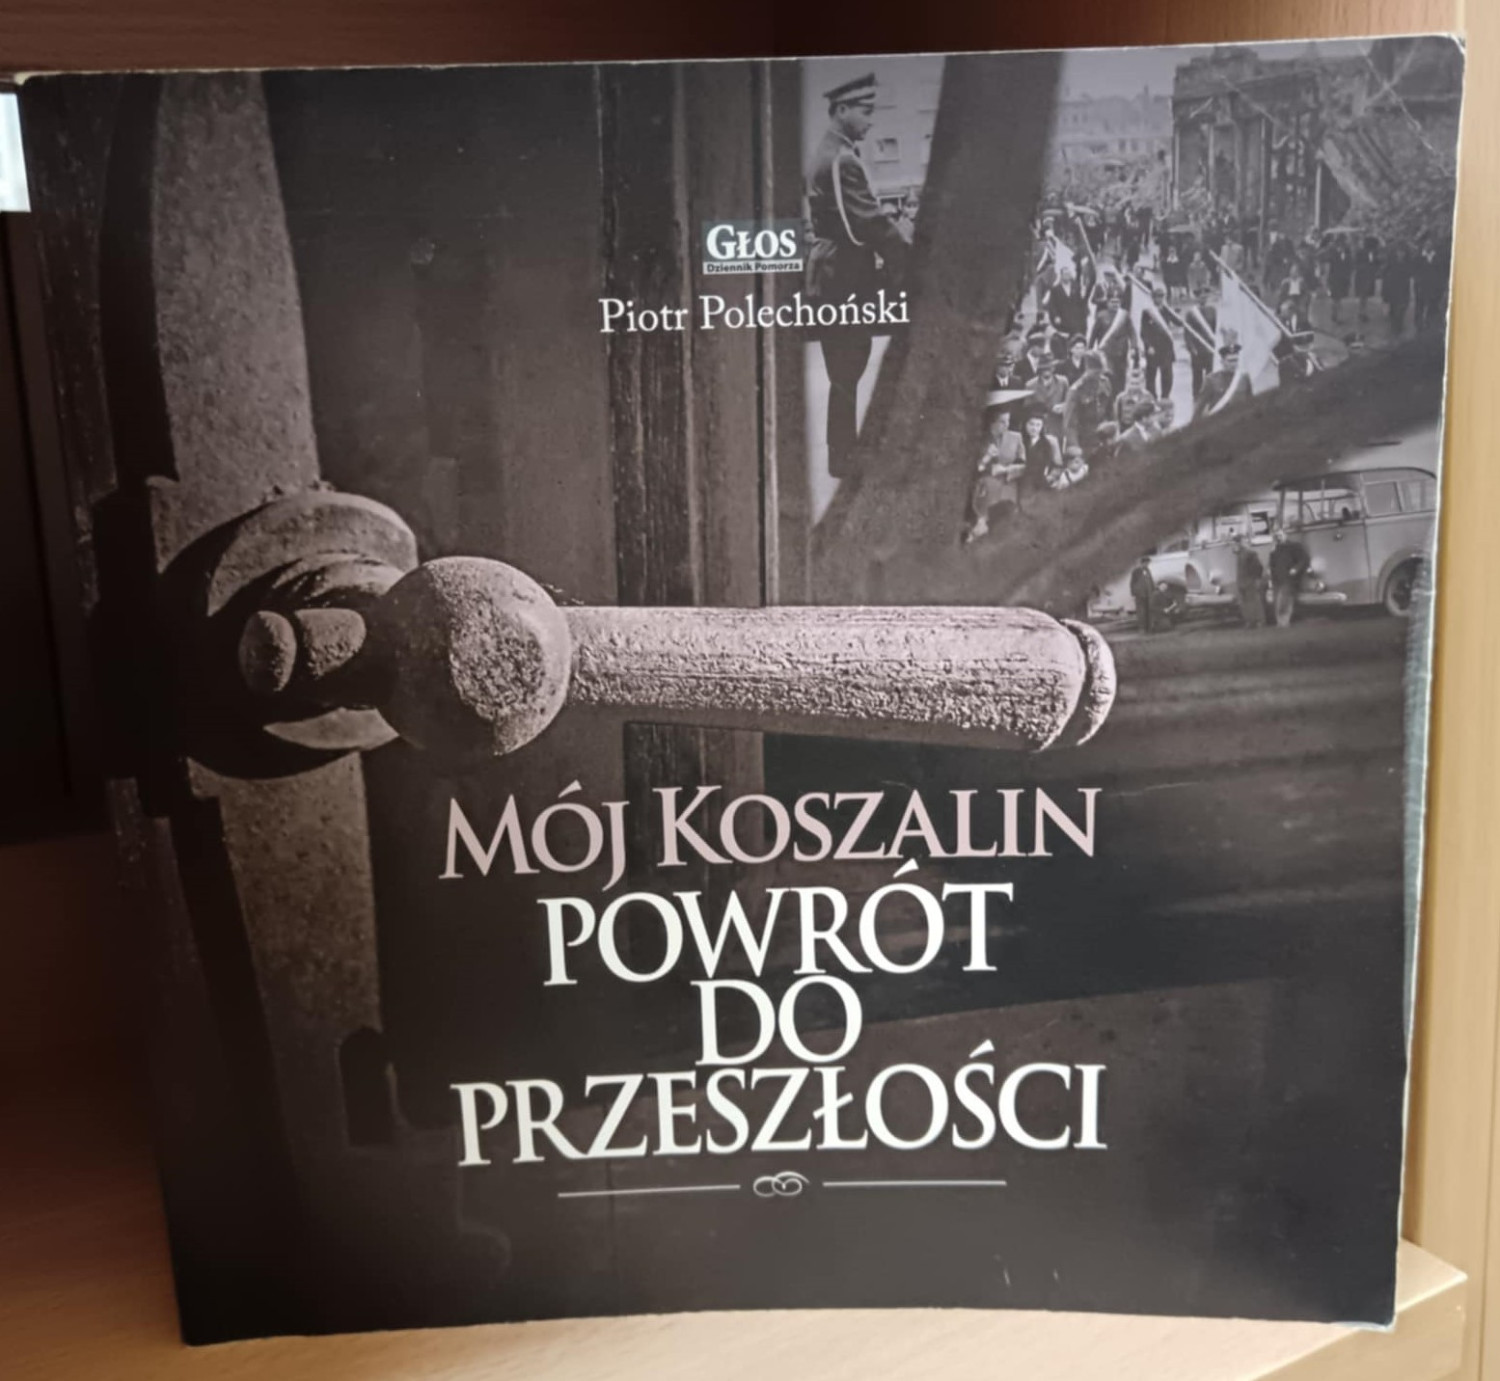 GŁOS
Dziennik Pomorza
Piotr Polechoński
MÓJ KOSZALIN
POWRÓT
DO
PRZESZŁOŚCI